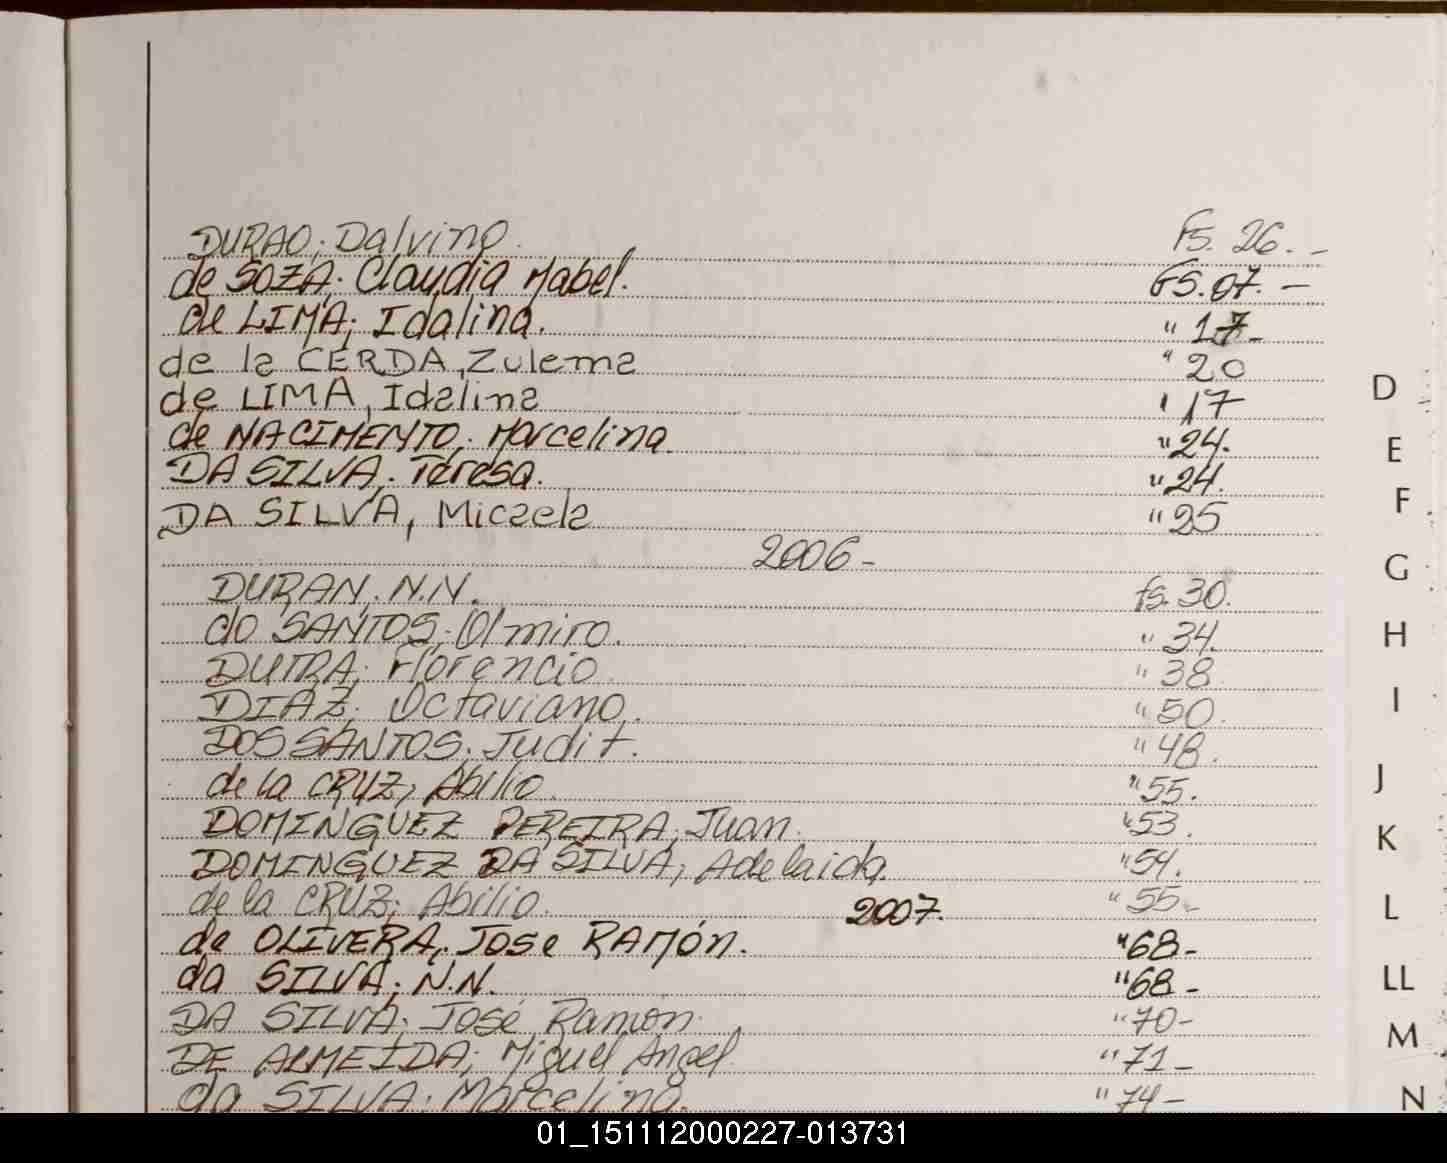 DURAO; Dalvino. Fs. 26. -
de SOZA. Claudia Mabel. FS. 07. -
de LIMA; Idalina. " 17-
de la CERDA, Zulema " 20
de LIMA, Idalina " 17
de NACIMENTO; Marcelina. " 24.
DA SILVA; Teresa. " 24.
DA SILVA, Micaela " 25
2006 -
DURAN. N.N. fs. 30.
do SANTOS; Olmiro. " 34.
DUTRA; Florencio. " 38
DIAZ; Octaviano. " 50.
DOS SANTOS; Judit. " 48.
de la CRUZ, Abilio. " 55.
DOMINGUEZ PEREIRA; Juan. " 53.
DOMINGUEZ DA SILVA; Adelaida. " 54.
de la CRUZ; Abilio. " 55-
2007.
de OLIVERA; Jose RAMÓN. " 68-
da SILVA; N.N. " 68-
DA SILVA; José Ramon. " 70-
DE ALMEIDA; Miguel Angel. " 71-
da SILVA; Marcelino. " 74-
D
E
F
G
H
I
J
K
L
LL
M
N
01_151112000227-013731